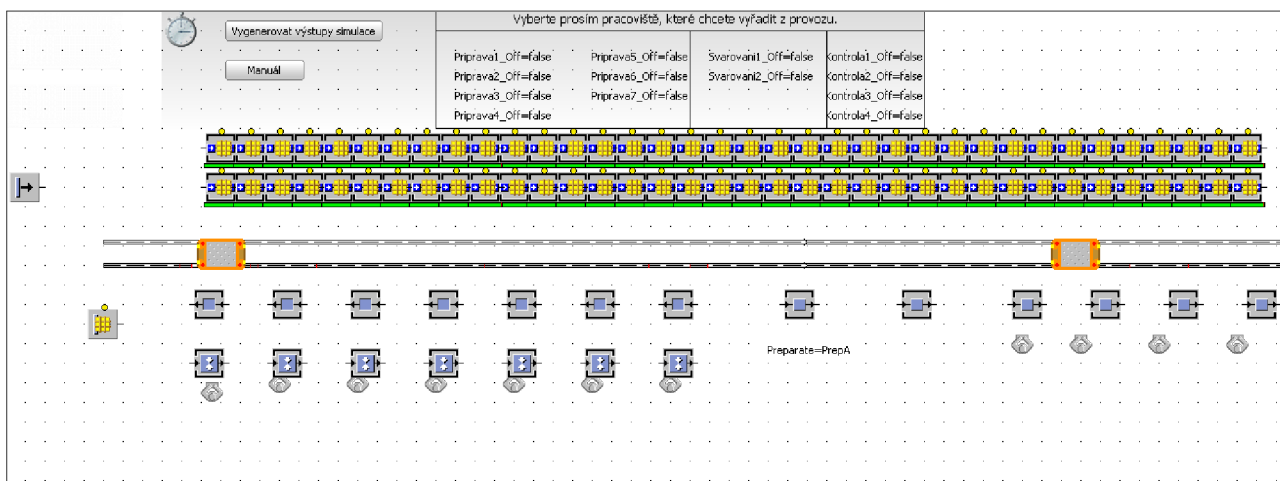 Vyberte prosím pracoviště, které chcete vyřadit z provozu.
Vygenerovat výstupy simulace
Manuál
Priprava1_Off=false Priprava5_Off=false Svarovani1_Off=false Kontrola1_Off=false
Priprava2_Off=false Priprava6_Off=false Svarovani2_Off=false Kontrola2_Off=false
Priprava3_Off=false Priprava7_Off=false Kontrola3_Off=false
Priprava4_Off=false Kontrola4_Off=false
Preparate=PrepA